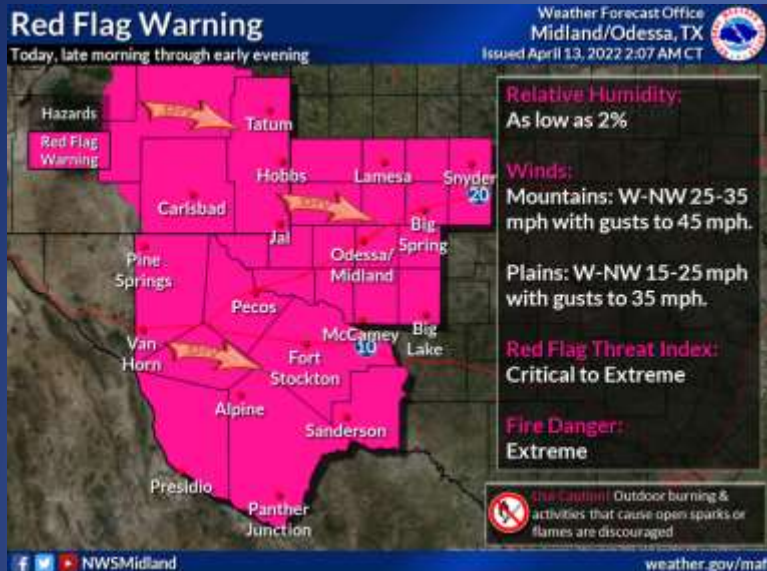 Red Flag Warning
Today, late morning through early evening
Weather Forecast Office
Midland/Odessa, TX
Issued April 13, 2022 2:07 AM CT
Hazards
Red Flag
Warning
Dry
Tatum
Hobbs
Lamesa
Snyder
20
Carlsbad
Dry
Jal
Big
Spring
Odessa/
Midland
Pine
Springs
Pecos
Van
Horn
Dry
McCamey
10
Big
Lake
Fort
Stockton
Alpine
Sanderson
Presidio
Panther
Junction
Relative Humidity:
As low as 2%
Winds:
Mountains: W-NW 25-35
mph with gusts to 45 mph.
Plains: W-NW 15-25 mph
with gusts to 35 mph.
Red Flag Threat Index:
Critical to Extreme
Fire Danger:
Extreme
Use Caution! Outdoor burning &
activities that cause open sparks or
flames are discouraged
NWSMidland
weather.gov/maf